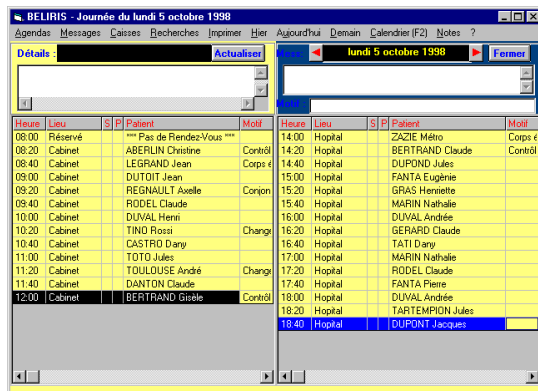 BELIRIS - Journée du lundi 5 octobre 1998
Agendas Messages Caisses Recherches Imprimer Hier Aujourd'hui Demain Calendrier (F2) Notes ?
Détails : Actualiser
Mess: lundi 5 octobre 1998 Fermer
Motif :
Heure Lieu S P Patient Motif
08:00 Réservé *** Pas de Rendez-Vous ***
08:20 Cabinet ABERLIN Christine Contrôl
08:40 Cabinet LEGRAND Jean Corps é
09:00 Cabinet DUTOIT Jean
09:20 Cabinet REGNAULT Axelle Conjon
09:40 Cabinet RODEL Claude
10:00 Cabinet DUVAL Henri
10:20 Cabinet TINO Rossi Change
10:40 Cabinet CASTRO Dany
11:00 Cabinet TOTO Jules
11:20 Cabinet TOULOUSE André Change
11:40 Cabinet DANTON Claude
12:00 Cabinet BERTRAND Gisèle Contrôl
Heure Lieu S P Patient Motif
14:00 Hopital ZAZIE Métro Corps é
14:20 Hopital BERTRAND Claude Contrôl
14:40 Hopital DUPOND Jules
15:00 Hopital FANTA Eugènie
15:20 Hopital GRAS Henriette
15:40 Hopital MARIN Nathalie
16:00 Hopital DUVAL Andrée
16:20 Hopital GERARD Claude
16:40 Hopital TATI Dany
17:00 Hopital MARIN Nathalie
17:20 Hopital RODEL Claude
17:40 Hopital FANTA Pierre
18:00 Hopital DUVAL Andrée
18:20 Hopital TARTEMPION Jules
18:40 Hopital DUPONT Jacques